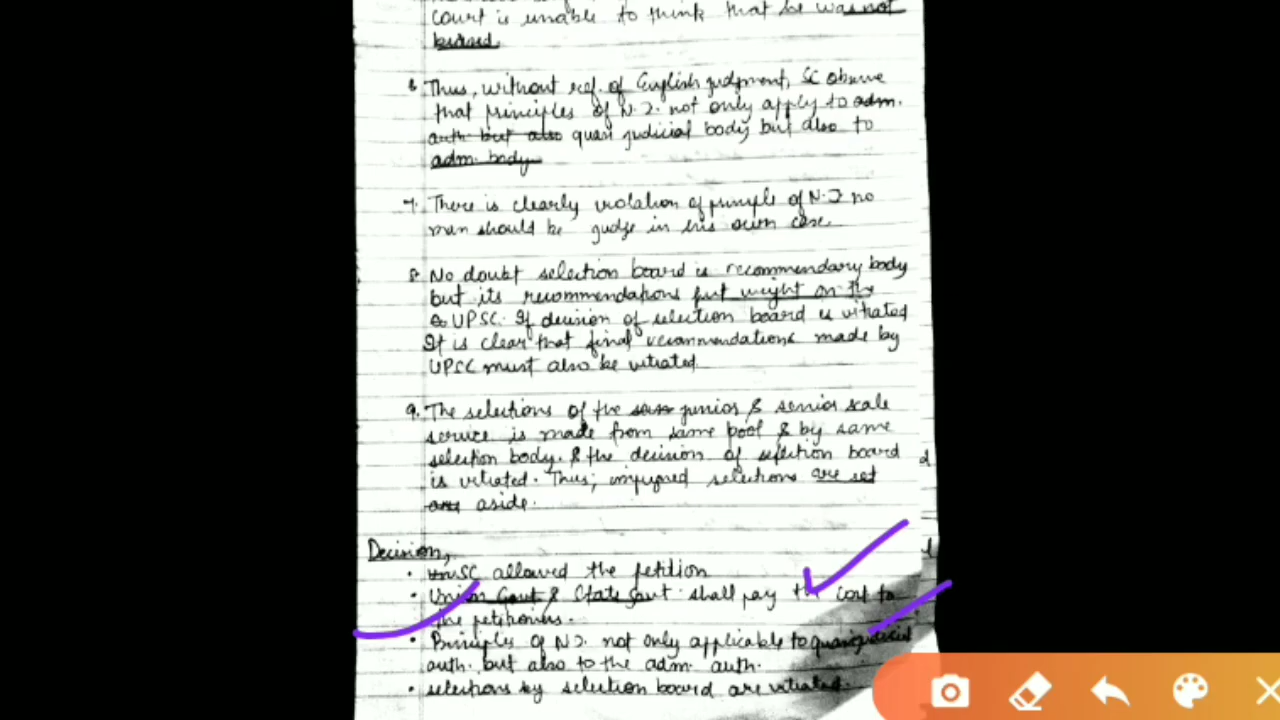 court is unable to think that he was not
biased
6 Thus, without ref. of English judgment, SC observe
that principles of N.J. not only apply to adm.
auth but also quasi judicial body but also to
adm. body
7. There is clearly violation of principle of N.J no
man should be judge in his own case
8. No doubt selection board is recommendary body
but its recommendations put weight on the
UPSC. If decision of selection board is vitiated
It is clear that final recommendations made by
UPSC must also be vitiated
9. The selections of the junior & senior scale
service is made from same pool & by same
selection body. & the decision of selection board
is vitiated. Thus, impugned selections are set
aside.
Decision,
• SC allowed the petition
• Union Govt & State Govt shall pay the cost to
the petitioners.
• Principles of NJ. not only applicable to quasi judicial
auth. but also to the adm. auth.
• selections by selection board are vitiated.